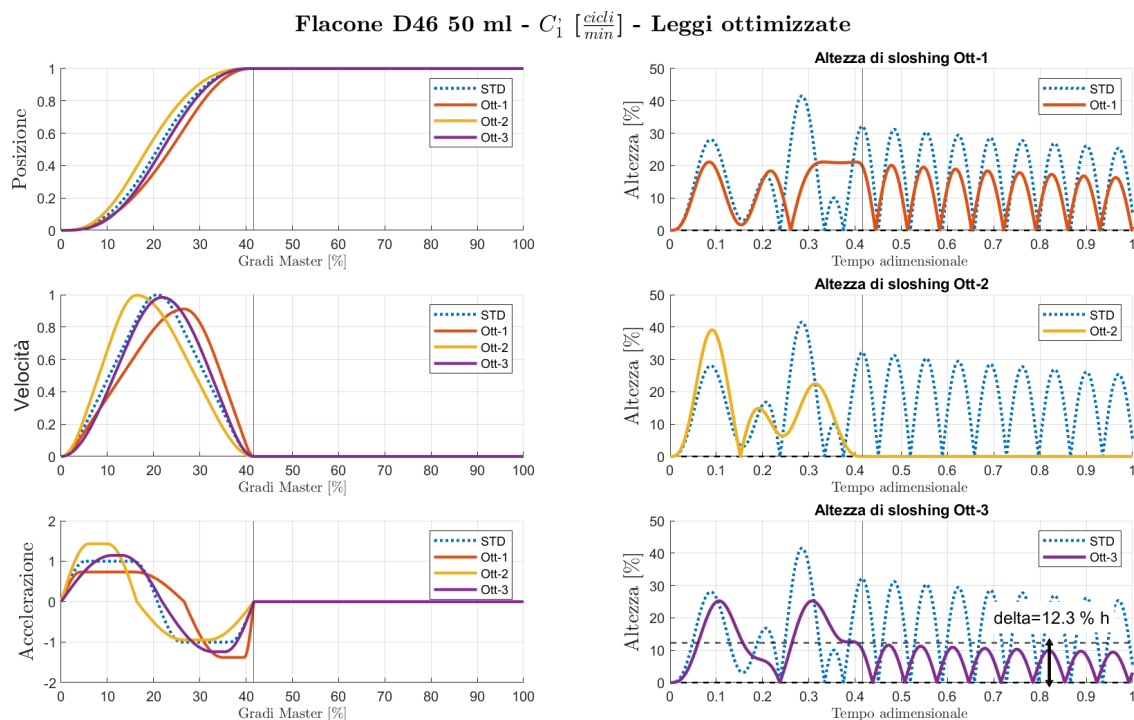 Flacone D46 50 ml - C₁' [cicli/min] - Leggi ottimizzate
Posizione
1
0.8
0.6
0.4
0.2
0
0 10 20 30 40 50 60 70 80 90 100
Gradi Master [%]
STD
Ott-1
Ott-2
Ott-3
Altezza di sloshing Ott-1
Altezza [%]
50
40
30
20
10
0
0 0.1 0.2 0.3 0.4 0.5 0.6 0.7 0.8 0.9 1
Tempo adimensionale
STD
Ott-1
Velocità
1
0.8
0.6
0.4
0.2
0
0 10 20 30 40 50 60 70 80 90 100
Gradi Master [%]
STD
Ott-1
Ott-2
Ott-3
Altezza di sloshing Ott-2
Altezza [%]
50
40
30
20
10
0
0 0.1 0.2 0.3 0.4 0.5 0.6 0.7 0.8 0.9 1
Tempo adimensionale
STD
Ott-2
Accelerazione
2
1
0
-1
-2
0 10 20 30 40 50 60 70 80 90 100
Gradi Master [%]
STD
Ott-1
Ott-2
Ott-3
Altezza di sloshing Ott-3
Altezza [%]
50
40
30
20
10
0
0 0.1 0.2 0.3 0.4 0.5 0.6 0.7 0.8 0.9 1
Tempo adimensionale
STD
Ott-3
delta=12.3 % h